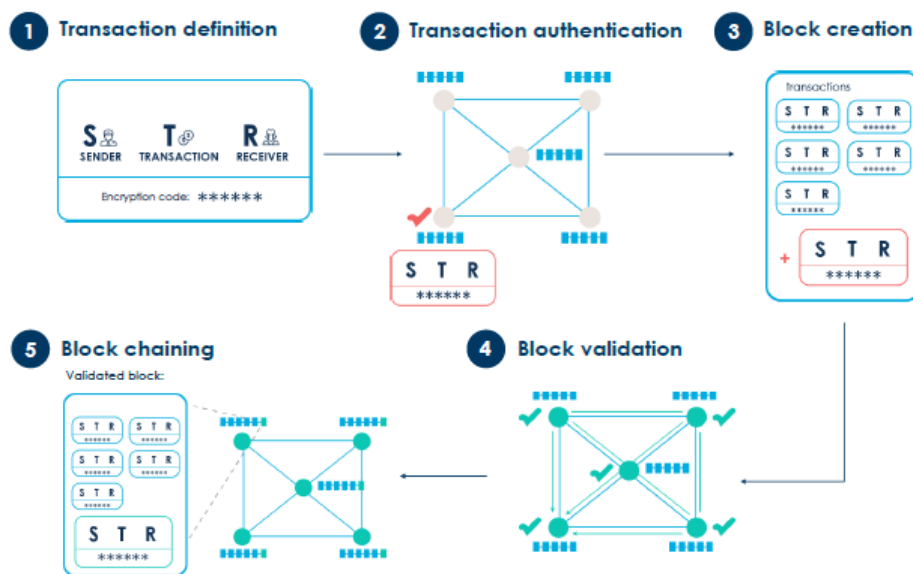 1 Transaction definition
S T R
SENDER TRANSACTION RECEIVER
Encryption code: ******
2 Transaction authentication
S T R
******
3 Block creation
transactions
S T R S T R
****** ******
S T R S T R
****** ******
S T R
******
+ S T R
******
4 Block validation
5 Block chaining
Validated block:
S T R S T R
****** ******
S T R S T R
****** ******
S T R
******
S T R
******